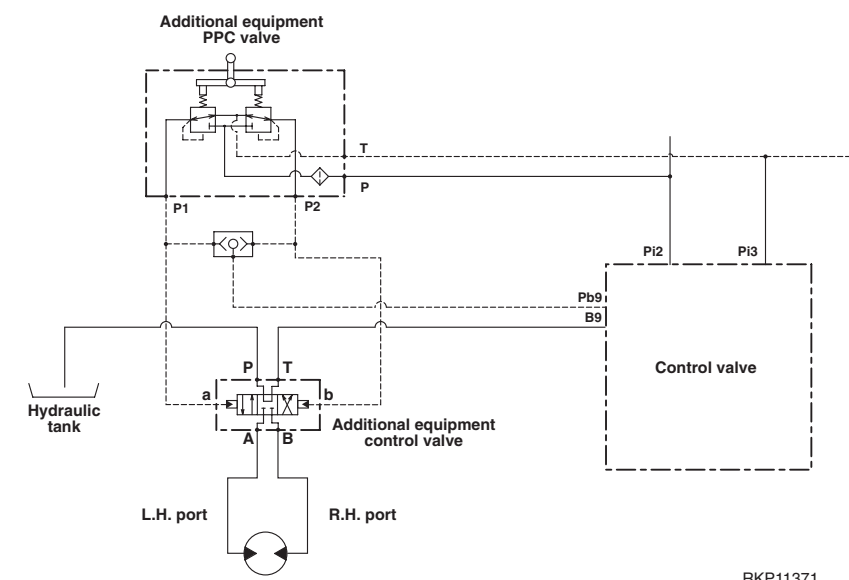 Additional equipment
PPC valve
T
P
P1
P2
Pi2
Pi3
Pb9
B9
Control valve
P
T
a
b
Hydraulic
tank
Additional equipment
control valve
A
B
L.H. port
R.H. port
RKP11371